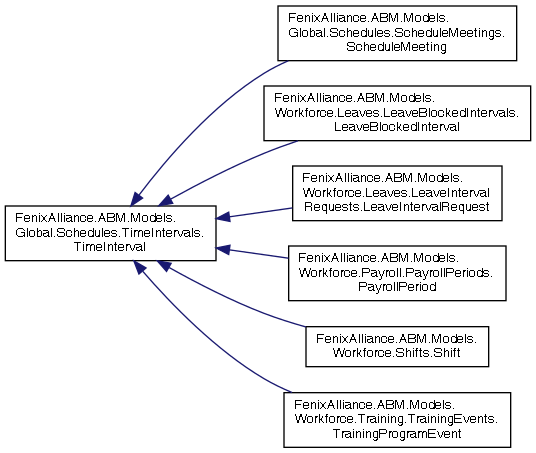 FenixAlliance.ABM.Models.
Global.Schedules.ScheduleMeetings.
ScheduleMeeting
FenixAlliance.ABM.Models.
Workforce.Leaves.LeaveBlockedIntervals.
LeaveBlockedInterval
FenixAlliance.ABM.Models.
Workforce.Leaves.LeaveInterval
Requests.LeaveIntervalRequest
FenixAlliance.ABM.Models.
Global.Schedules.TimeIntervals.
TimeInterval
FenixAlliance.ABM.Models.
Workforce.Payroll.PayrollPeriods.
PayrollPeriod
FenixAlliance.ABM.Models.
Workforce.Shifts.Shift
FenixAlliance.ABM.Models.
Workforce.Training.TrainingEvents.
TrainingProgramEvent